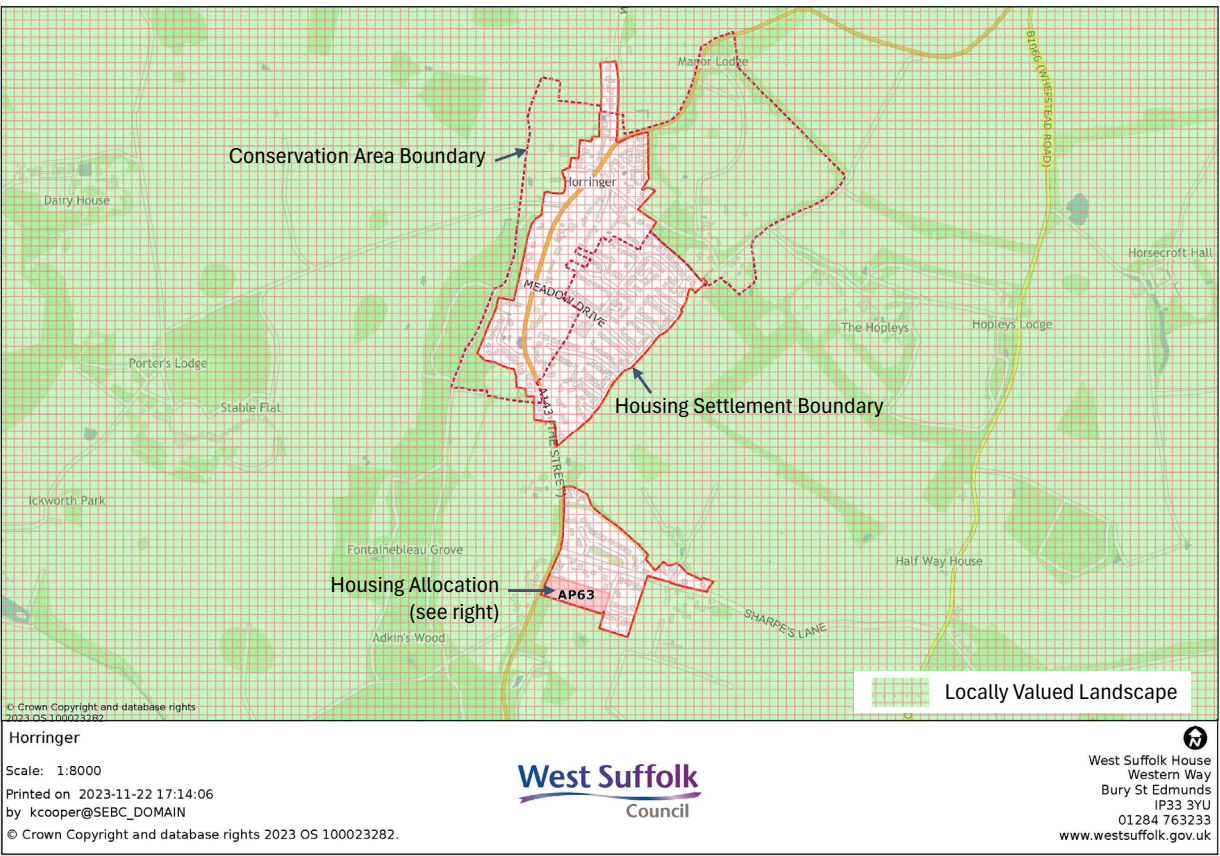 Manor Lodge
B1066 (WHEPSTEAD ROAD)
Conservation Area Boundary
Horringer
Dairy House
Horsecroft Hall
MEADOW DRIVE
The Hopleys
Hopleys Lodge
Porter's Lodge
Stable Flat
A143 (THE STREET)
Housing Settlement Boundary
Ickworth Park
Fontainebleau Grove
Half Way House
Housing Allocation
(see right)
AP63
SHARPE'S LANE
Adkin's Wood
Locally Valued Landscape
© Crown Copyright and database rights
2023 OS 100023282.
Horringer
N
Scale: 1:8000
Printed on 2023-11-22 17:14:06
by kcooper@SEBC_DOMAIN
© Crown Copyright and database rights 2023 OS 100023282.
West Suffolk
Council
West Suffolk House
Western Way
Bury St Edmunds
IP33 3YU
01284 763233
www.westsuffolk.gov.uk